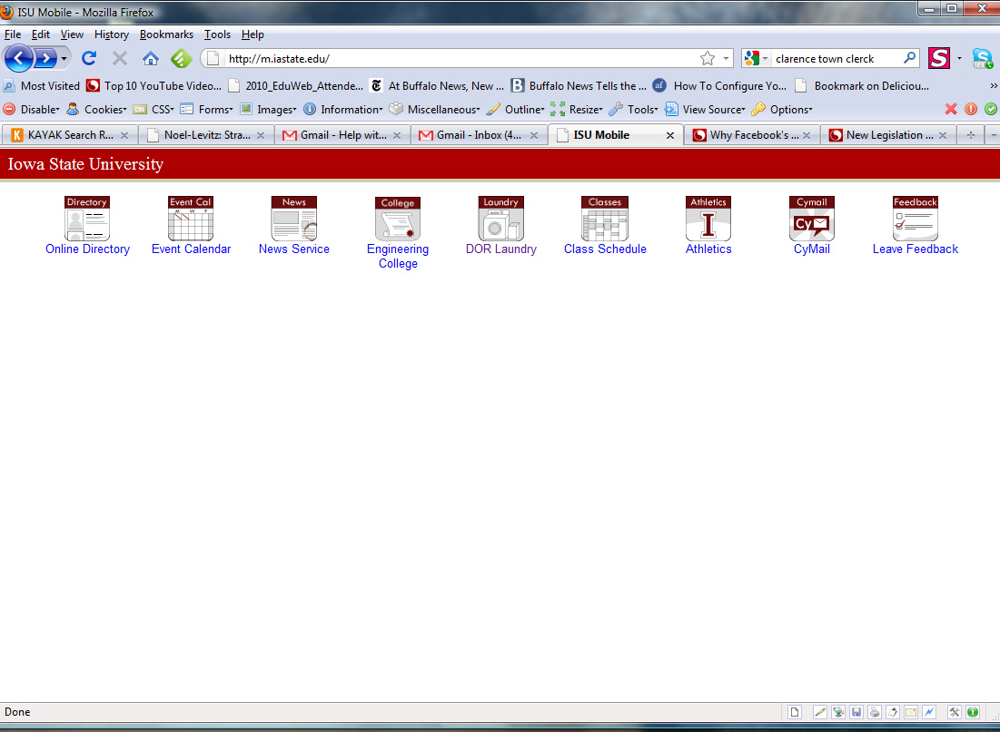 ISU Mobile - Mozilla Firefox
File Edit View History Bookmarks Tools Help
http://m.iastate.edu/ clarence town clerck S S
Most Visited Top 10 YouTube Video... 2010_EduWeb_Attende... T At Buffalo News, New ... B Buffalo News Tells the ... af How To Configure Yo... Bookmark on Deliciou... »
Disable Cookies CSS Forms Images Information Miscellaneous Outline Resize Tools View Source Options
K KAYAK Search R... Noel-Levitz: Stra... Gmail - Help wit... Gmail - Inbox (4... ISU Mobile Why Facebook's ... New Legislation ...
Iowa State University
Directory Event Cal News College Laundry Classes Athletics Cymail Feedback
M W F I Cy
Online Directory Event Calendar News Service Engineering DOR Laundry Class Schedule Athletics CyMail Leave Feedback
College
Done